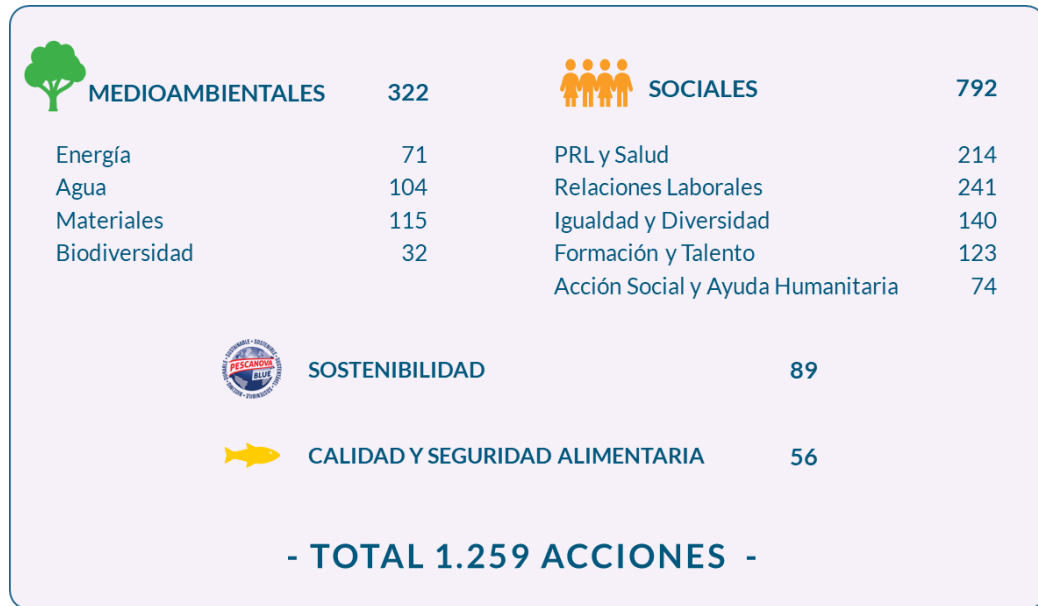 MEDIOAMBIENTALES 322
Energía 71
Agua 104
Materiales 115
Biodiversidad 32
SOCIALES 792
PRL y Salud 214
Relaciones Laborales 241
Igualdad y Diversidad 140
Formación y Talento 123
Acción Social y Ayuda Humanitaria 74
PESCANOVA
BLUE
SOSTENIBILIDAD 89
CALIDAD Y SEGURIDAD ALIMENTARIA 56
- TOTAL 1.259 ACCIONES -